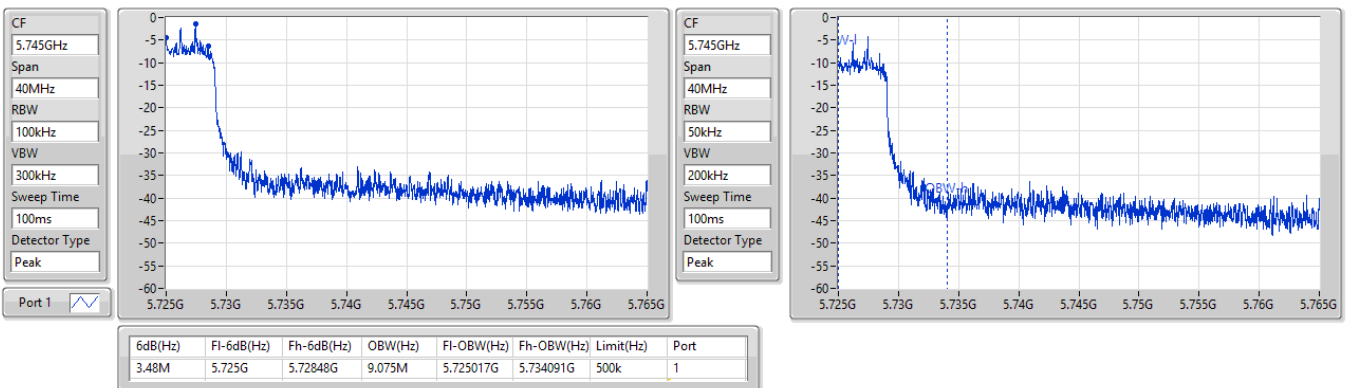 CF
5.745GHz
Span
40MHz
RBW
100kHz
VBW
300kHz
Sweep Time
100ms
Detector Type
Peak
Port 1
0
-5
-10
-15
-20
-25
-30
-35
-40
-45
-50
-55
-60
5.725G 5.73G 5.735G 5.74G 5.745G 5.75G 5.755G 5.76G 5.765G
CF
5.745GHz
Span
40MHz
RBW
50kHz
VBW
200kHz
Sweep Time
100ms
Detector Type
Peak
0
-5
-10
-15
-20
-25
-30
-35
-40
-45
-50
-55
-60
W-l
OBW-h
5.725G 5.73G 5.735G 5.74G 5.745G 5.75G 5.755G 5.76G 5.765G
6dB(Hz) Fl-6dB(Hz) Fh-6dB(Hz) OBW(Hz) Fl-OBW(Hz) Fh-OBW(Hz) Limit(Hz) Port
3.48M 5.725G 5.72848G 9.075M 5.725017G 5.734091G 500k 1